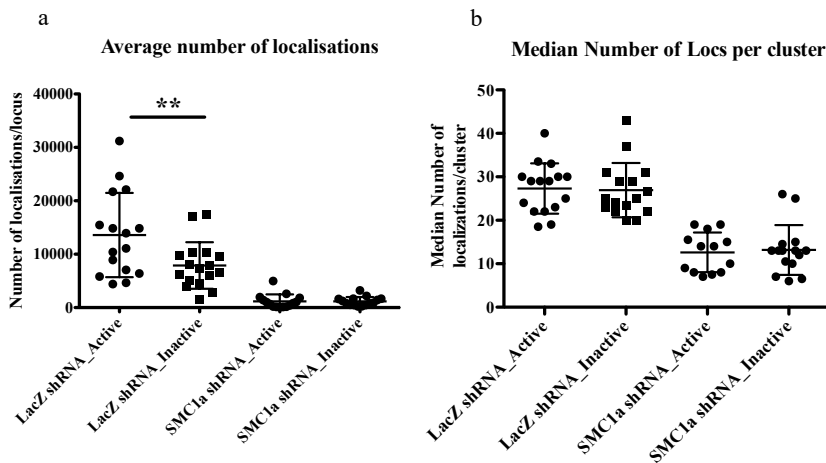 a
Average number of localisations
Number of localisations/locus
40000
30000
20000
10000
0
**
LacZ shRNA_Active
LacZ shRNA_Inactive
SMC1a shRNA_Active
SMC1a shRNA_Inactive
b
Median Number of Locs per cluster
Median Number of
localizations/cluster
50
40
30
20
10
0
LacZ shRNA_Active
LacZ shRNA_Inactive
SMC1a shRNA_Active
SMC1a shRNA_Inactive